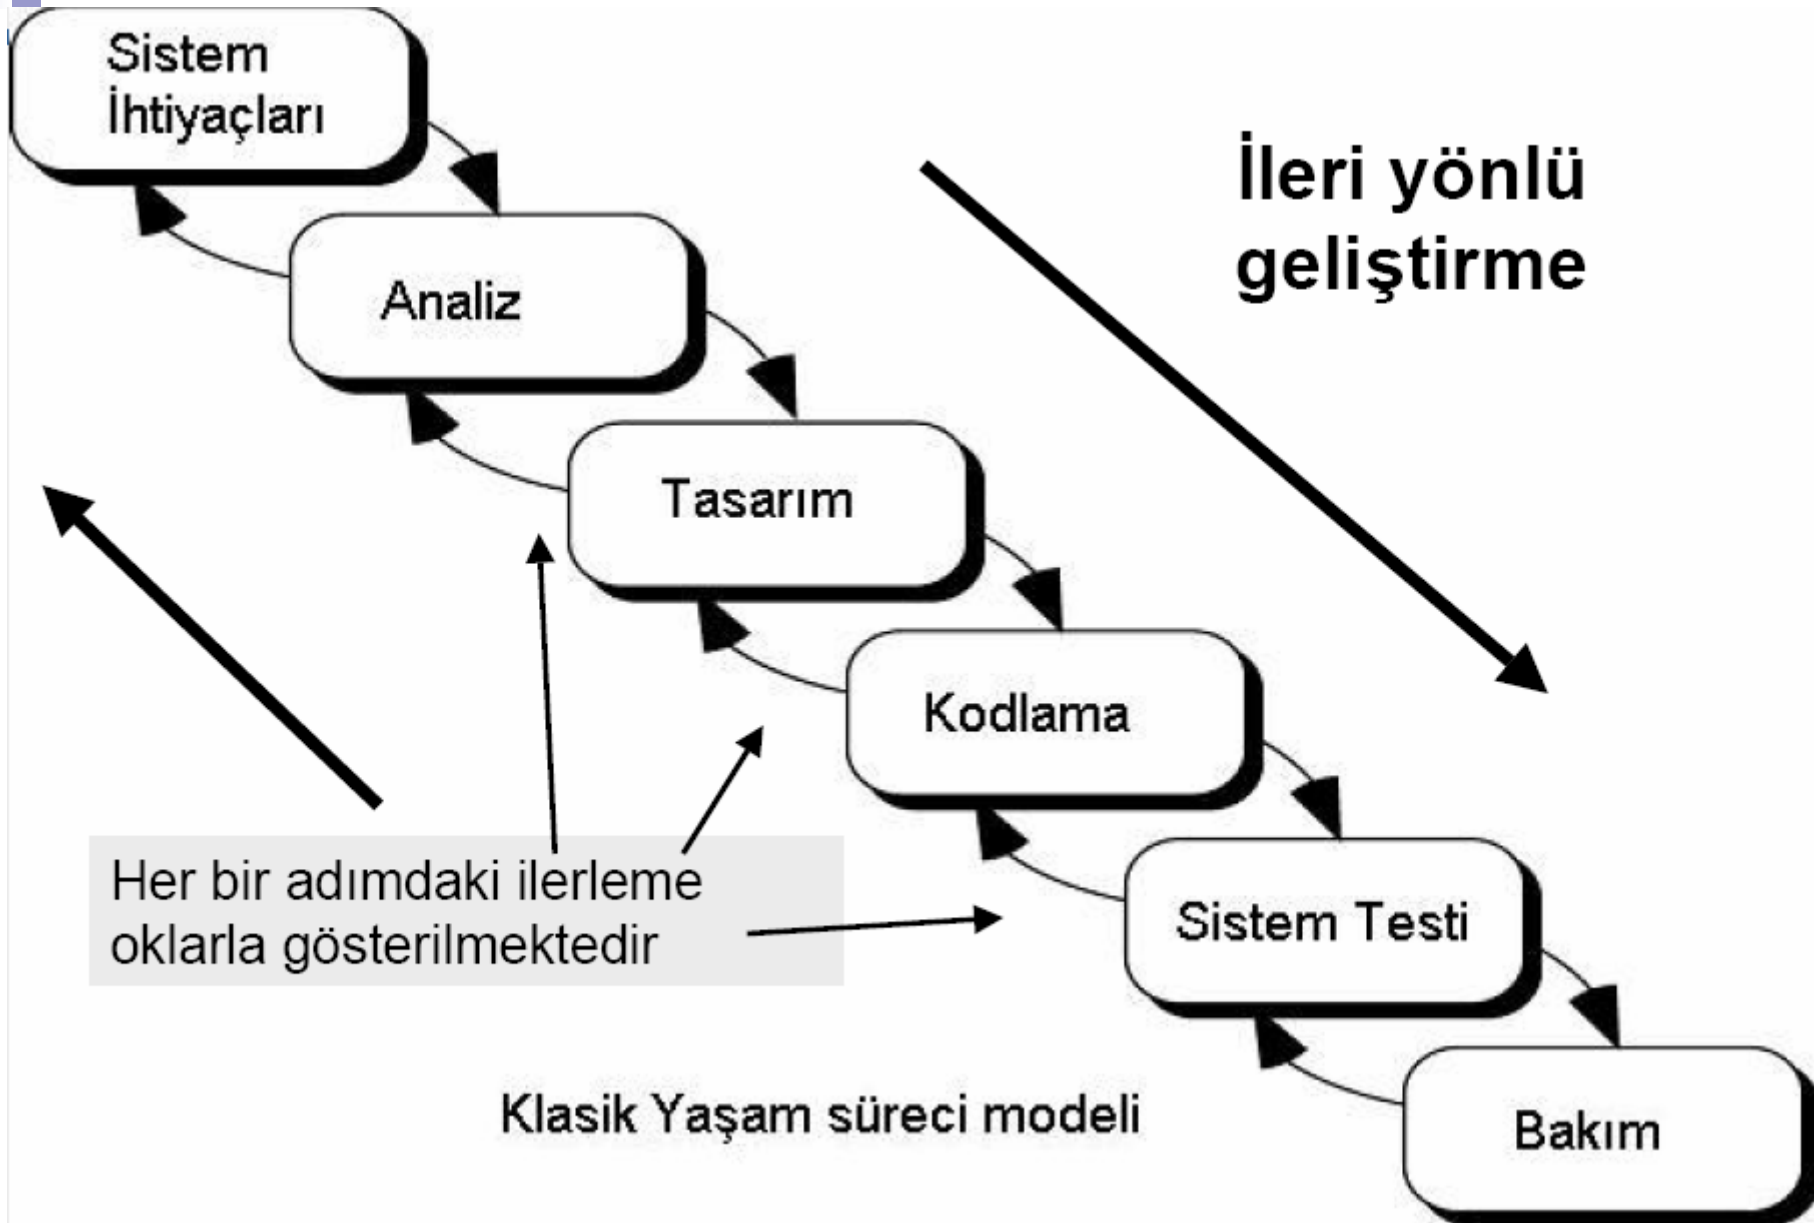 Sistem
İhtiyaçları
İleri yönlü
geliştirme
Analiz
Tasarım
Kodlama
Her bir adımdaki ilerleme
oklarla gösterilmektedir
Sistem Testi
Klasik Yaşam süreci modeli
Bakım